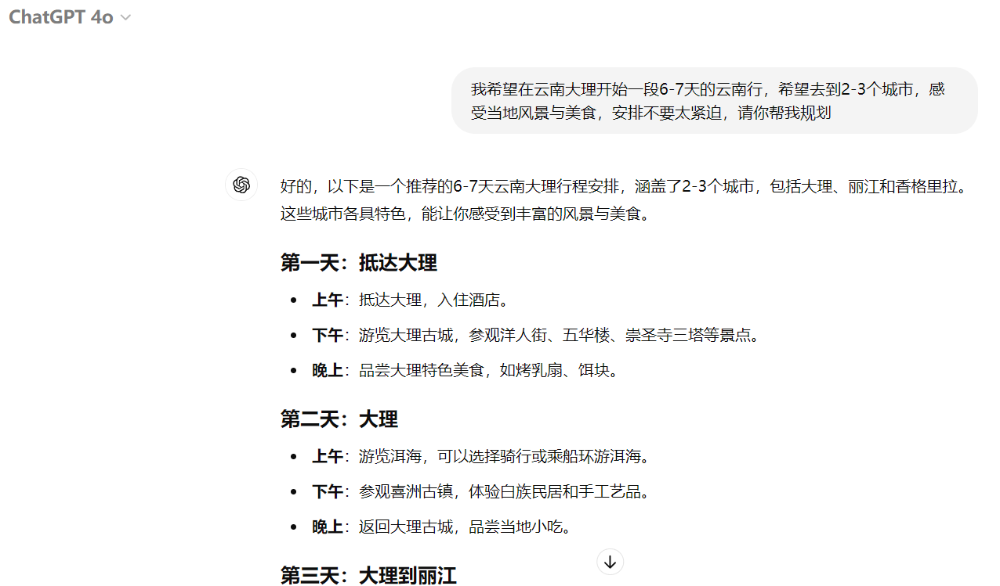 ChatGPT 4o
我希望在云南大理开始一段6-7天的云南行，希望去到2-3个城市，感
受当地风景与美食，安排不要太紧迫，请你帮我规划
好的，以下是一个推荐的6-7天云南大理行程安排，涵盖了2-3个城市，包括大理、丽江和香格里拉。
这些城市各具特色，能让你感受到丰富的风景与美食。
第一天：抵达大理
• 上午：抵达大理，入住酒店。
• 下午：游览大理古城，参观洋人街、五华楼、崇圣寺三塔等景点。
• 晚上：品尝大理特色美食，如烤乳扇、饵块。
第二天：大理
• 上午：游览洱海，可以选择骑行或乘船环游洱海。
• 下午：参观喜洲古镇，体验白族民居和手工艺品。
• 晚上：返回大理古城，品尝当地小吃。
第三天：大理到丽江